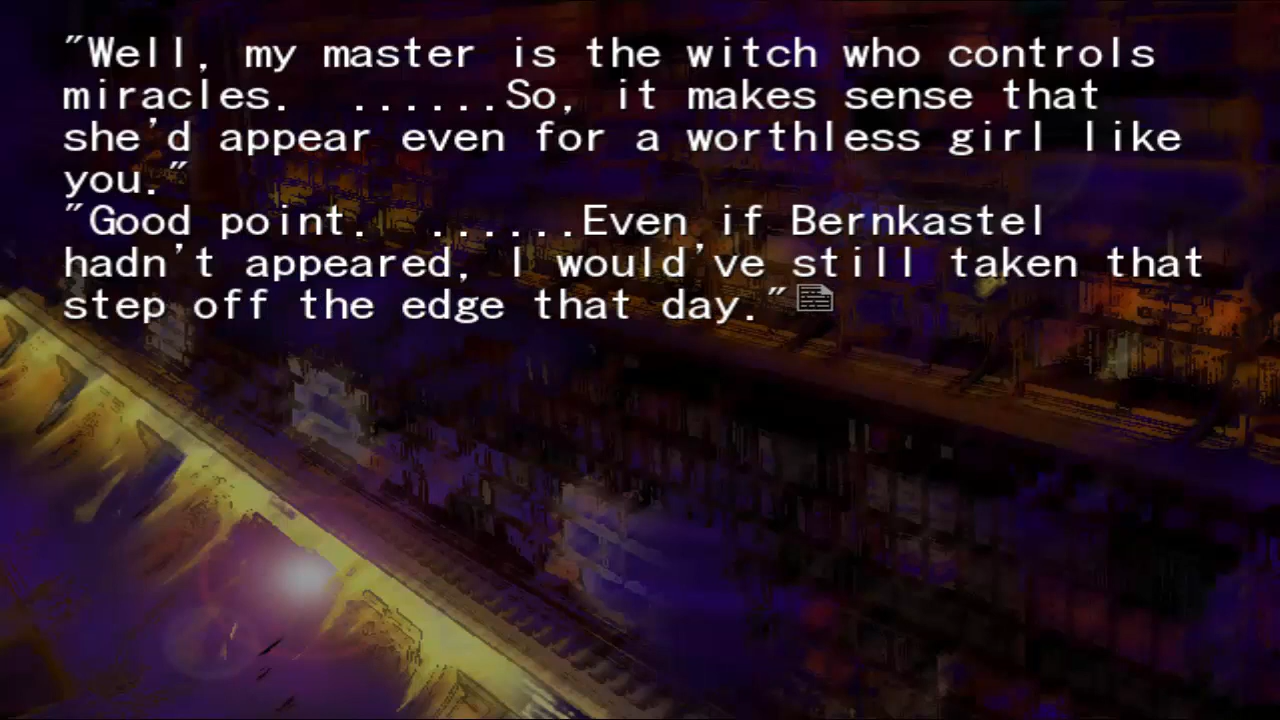 "Well, my master is the witch who controls
miracles.  ......So, it makes sense that
she'd appear even for a worthless girl like
you."
"Good point.  ......Even if Bernkastel
hadn't appeared, I would've still taken that
step off the edge that day."